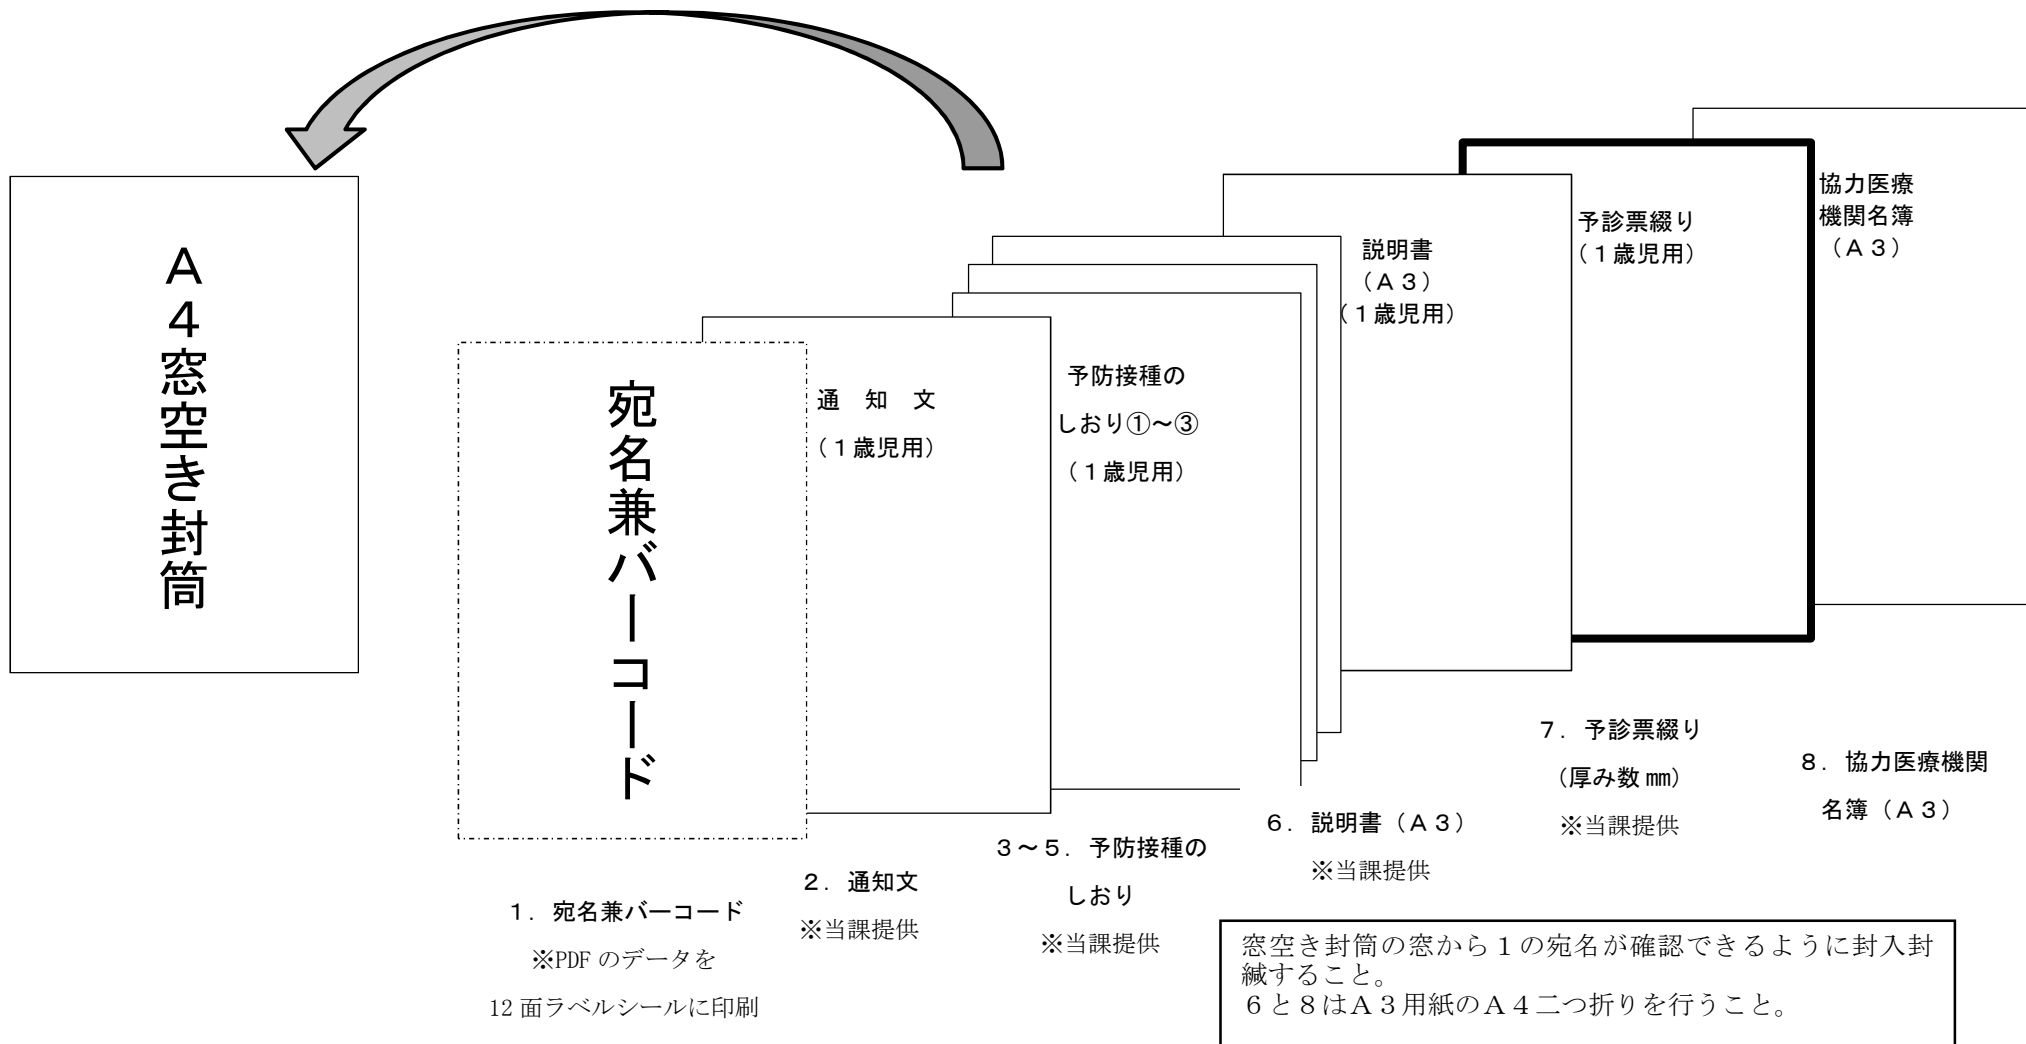 A４窓空き封筒
宛名兼バーコード
通　知　文
（１歳児用）
予防接種の
しおり①～③
（１歳児用）
説明書
（Ａ３）
（１歳児用）
予診票綴り
（１歳児用）
協力医療
機関名簿
（Ａ３）
１．宛名兼バーコード
※PDF のデータを
12 面ラベルシールに印刷
２．通知文
※当課提供
３～５．予防接種の
しおり
※当課提供
６．説明書（Ａ３）
※当課提供
７．予診票綴り
（厚み数 ㎜）
※当課提供
８．協力医療機関
名簿（Ａ３）
窓空き封筒の窓から１の宛名が確認できるように封入封
緘すること。
６と８はＡ３用紙のＡ４二つ折りを行うこと。